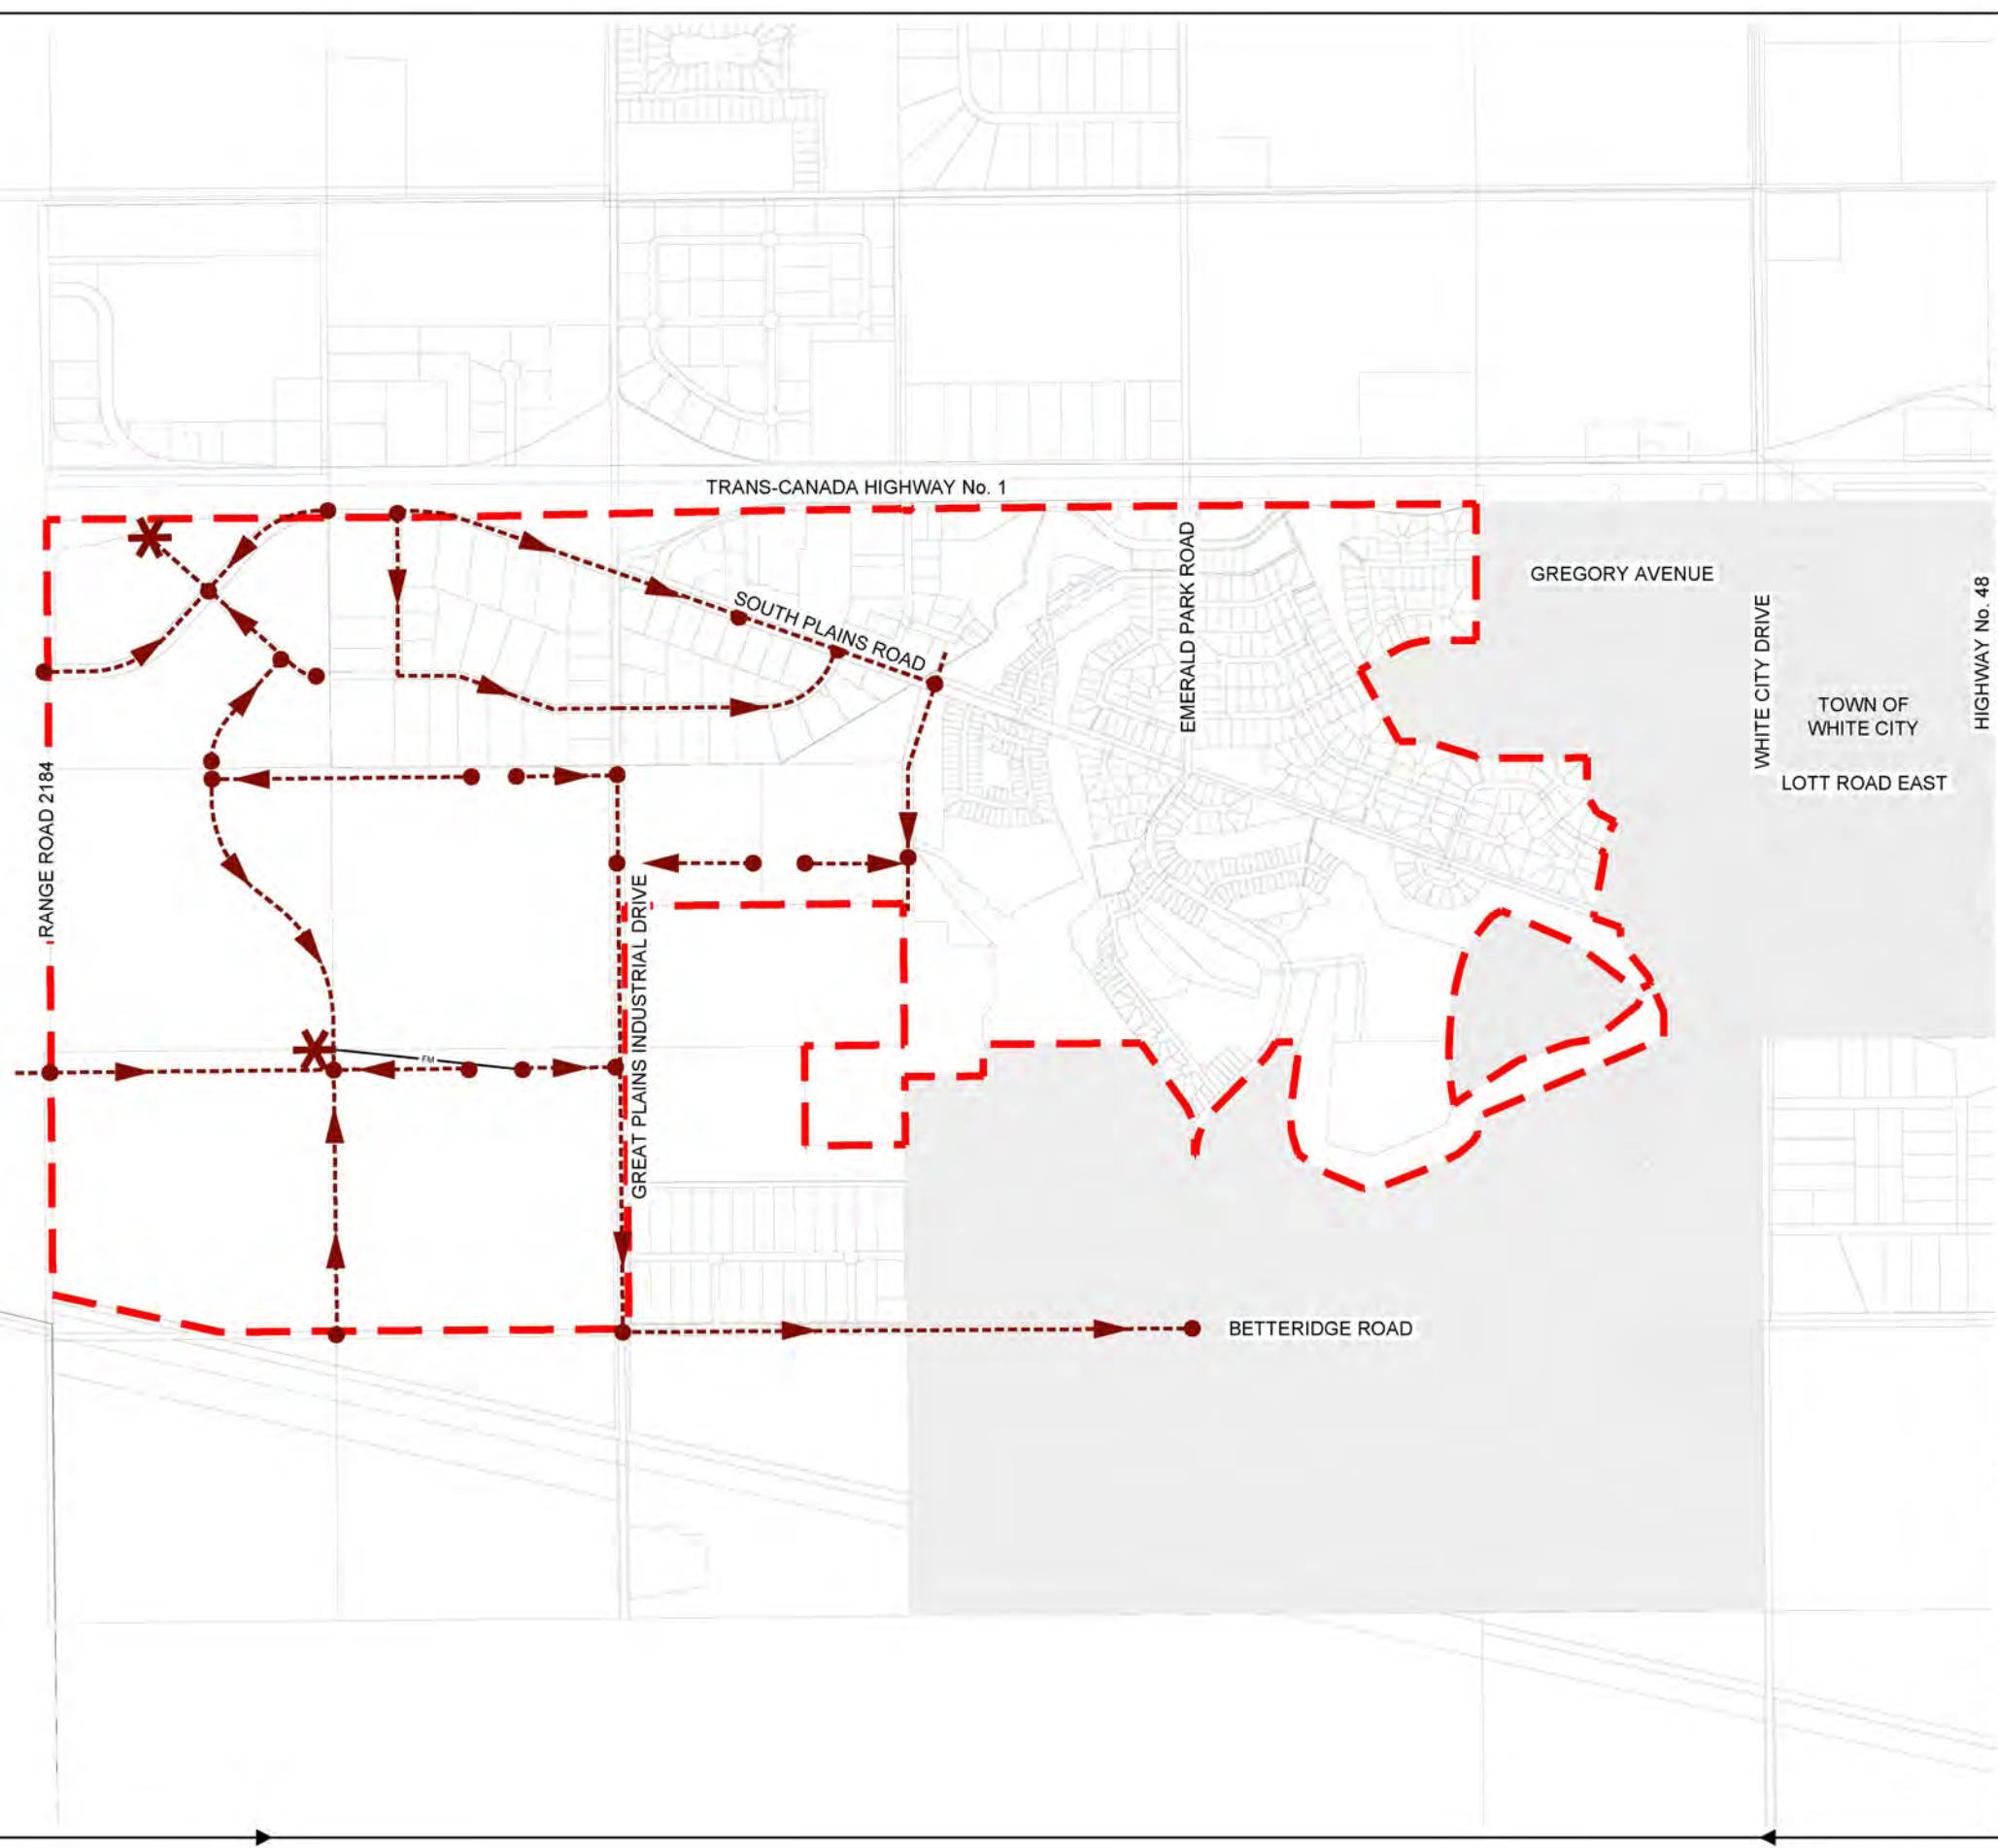 TRANS-CANADA HIGHWAY No. 1
EMERALD PARK ROAD
GREGORY AVENUE
HIGHWAY No. 48
SOUTH PLAINS ROAD
WHITE CITY DRIVE
TOWN OF
WHITE CITY
LOTT ROAD EAST
RANGE ROAD 2184
GREAT PLAINS INDUSTRIAL DRIVE
FM
BETTERIDGE ROAD